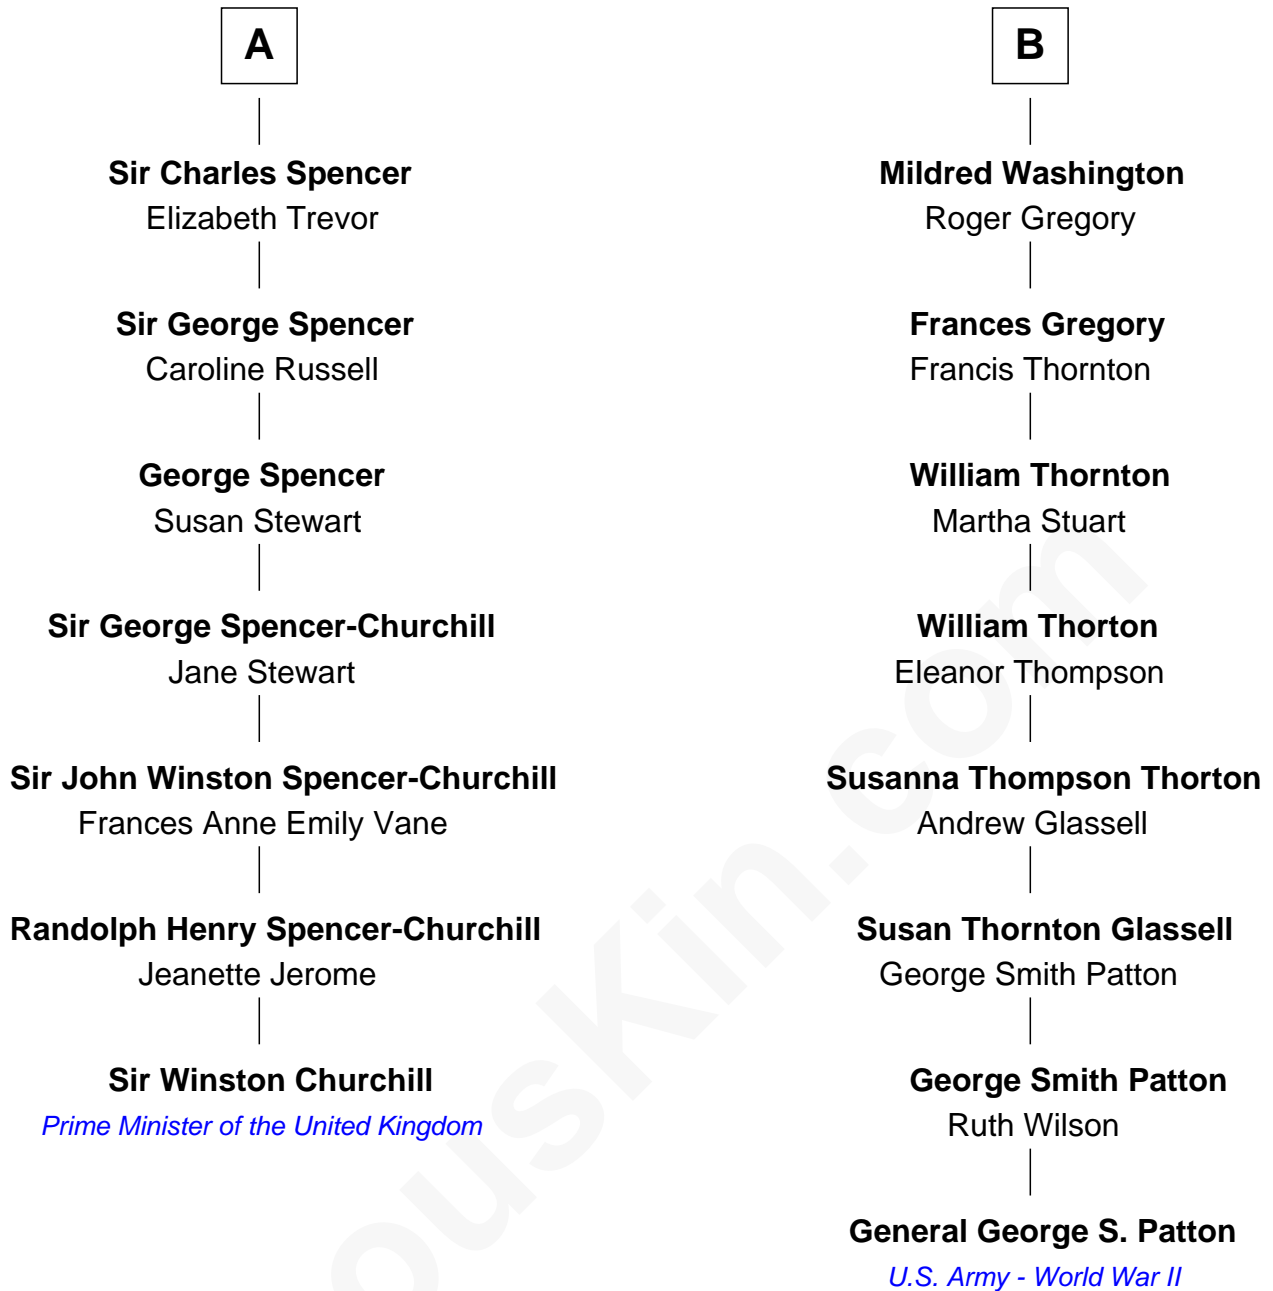 A
Sir Charles Spencer
Elizabeth Trevor
Sir George Spencer
Caroline Russell
George Spencer
Susan Stewart
Sir George Spencer-Churchill
Jane Stewart
Sir John Winston Spencer-Churchill
Frances Anne Emily Vane
Randolph Henry Spencer-Churchill
Jeanette Jerome
Sir Winston Churchill
Prime Minister of the United Kingdom
B
Mildred Washington
Roger Gregory
Frances Gregory
Francis Thornton
William Thornton
Martha Stuart
William Thorton
Eleanor Thompson
Susanna Thompson Thorton
Andrew Glassell
Susan Thornton Glassell
George Smith Patton
George Smith Patton
Ruth Wilson
General George S. Patton
U.S. Army - World War II
ousKin.com